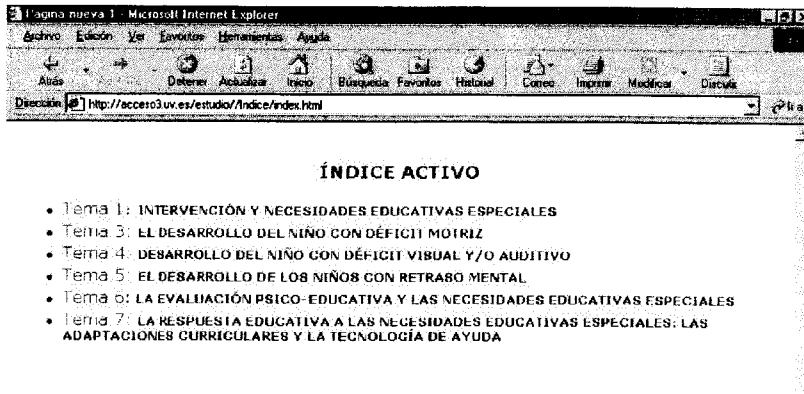 Página nueva 1 - Microsoft Internet Explorer
Archivo Edición Ver Favoritos Herramientas Ayuda
Atrás Detener Actualizar Inicio Búsqueda Favoritos Historial Correo Imprimir Modificar Discutir
Dirección http://acceso3.uv.es/estudio//Indice/index.html Ir a
ÍNDICE ACTIVO
• Tema 1: INTERVENCIÓN Y NECESIDADES EDUCATIVAS ESPECIALES
• Tema 3: EL DESARROLLO DEL NIÑO CON DÉFICIT MOTRIZ
• Tema 4: DESARROLLO DEL NIÑO CON DÉFICIT VISUAL Y/O AUDITIVO
• Tema 5: EL DESARROLLO DE LOS NIÑOS CON RETRASO MENTAL
• Tema 6: LA EVALUACIÓN PSICO-EDUCATIVA Y LAS NECESIDADES EDUCATIVAS ESPECIALES
• Tema 7: LA RESPUESTA EDUCATIVA A LAS NECESIDADES EDUCATIVAS ESPECIALES: LAS
ADAPTACIONES CURRICULARES Y LA TECNOLOGÍA DE AYUDA